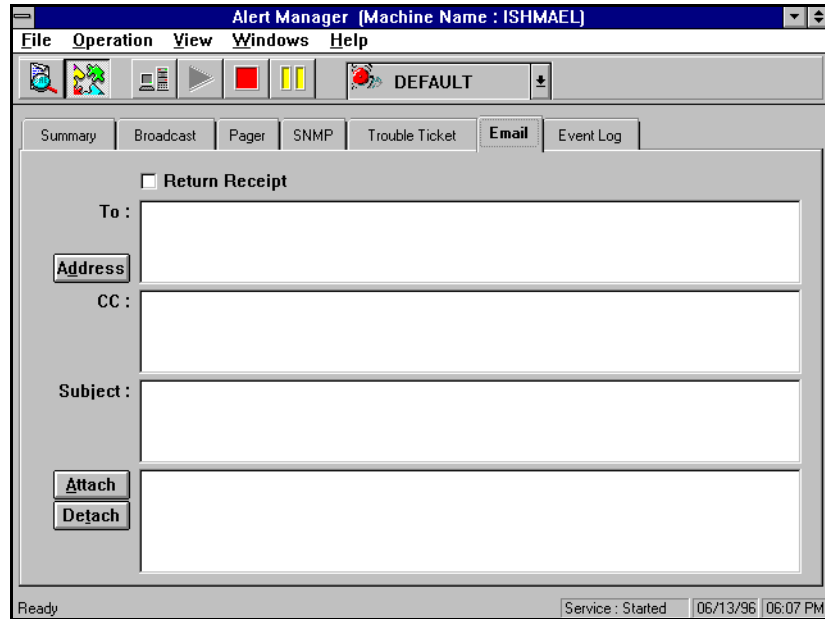 Alert Manager (Machine Name : ISHMAEL)
File Operation View Windows Help
DEFAULT
Summary Broadcast Pager SNMP Trouble Ticket Email Event Log
Return Receipt
To :
Address
CC :
Subject :
Attach
Detach
Ready Service : Started 06/13/96 06:07 PM